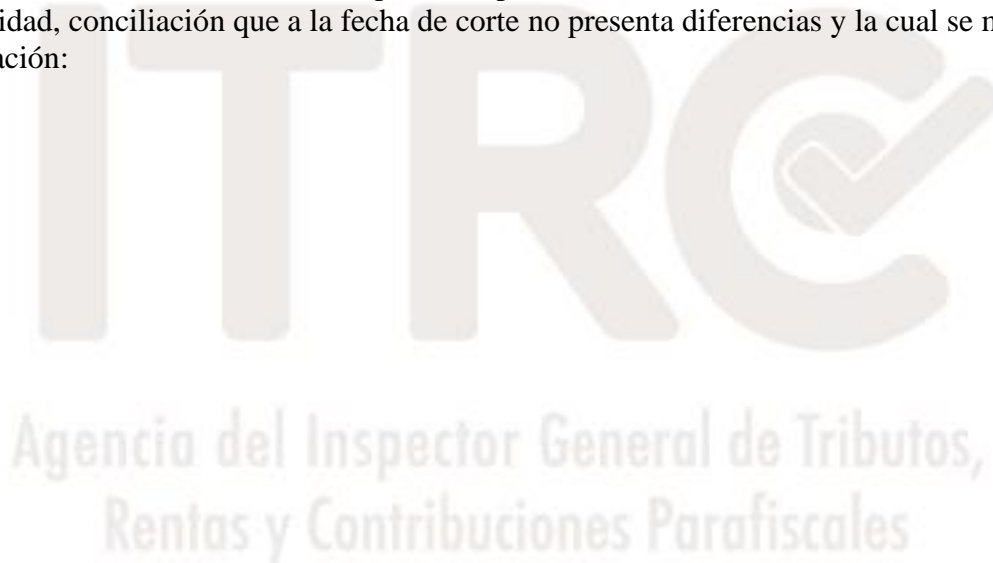 idad, conciliación que a la fecha de corte no presenta diferencias y la cual se
ación:
ITRC
Agencia del Inspector General de Tributos,
Rentas y Contribuciones Parafiscales